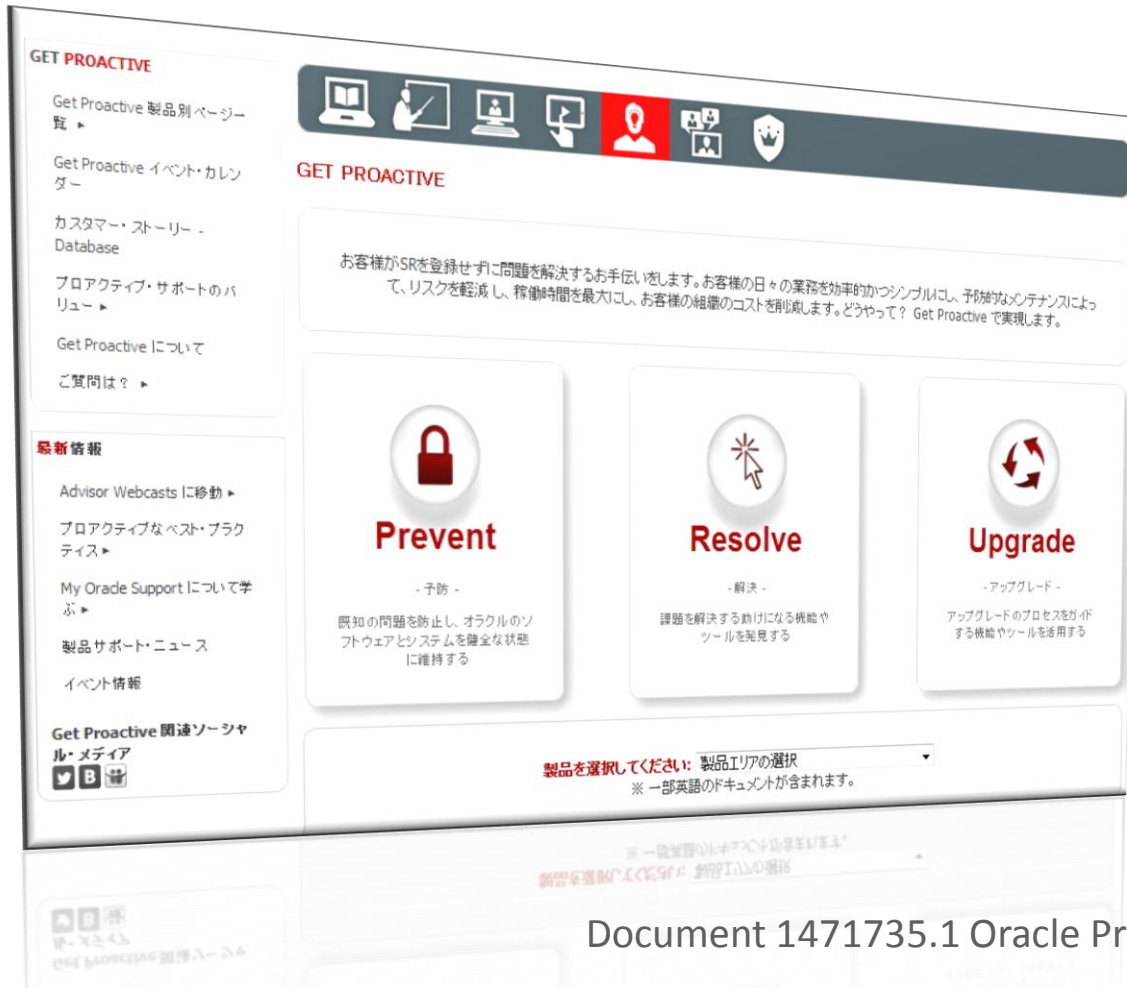 GET PROACTIVE
Get Proactive 製品別ページ一
覧 ►
Get Proactive イベント・カレン
ダー
カスタマー・ストーリー -
Database
プロアクティブ・サポートのバ
リュー ►
Get Proactive について
ご質問は? ►
最新情報
Advisor Webcasts に移動 ►
プロアクティブなベスト・プラク
ティス ►
My Oracle Support について学
ぶ ►
製品サポート・ニュース
イベント情報
Get Proactive 関連ソーシャ
ル・メディア
GET PROACTIVE
お客様がSRを登録せずに問題を解決するお手伝いをします。お客様の日々の業務を効率的かつシンプルにし、予防的なメンテナンスによっ
て、リスクを軽減し、稼働時間を最大にし、お客様の組織のコストを削減します。どうやって? Get Proactive で実現します。
Prevent
- 予防 -
既知の問題を防止し、オラクルのソ
フトウェアとシステムを健全な状態
に維持する
Resolve
- 解決 -
課題を解決する助けになる機能や
ツールを発見する
Upgrade
- アップグレード -
アップグレードのプロセスをガイド
する機能やツールを活用する
製品を選択してください: 製品エリアの選択
※ 一部英語のドキュメントが含まれます。
Document 1471735.1 Oracle Pr